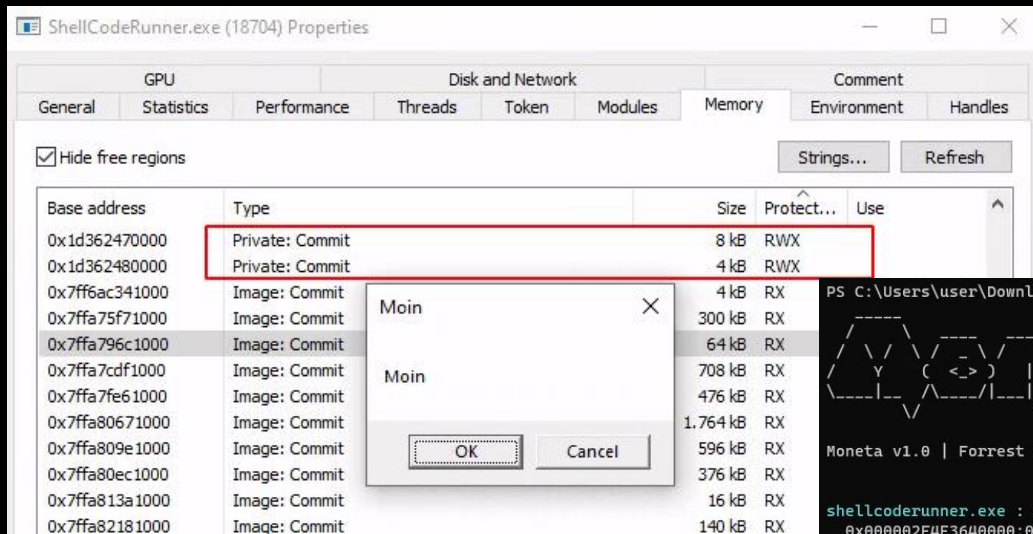 ShellCodeRunner.exe (18704) Properties
GPU Disk and Network Comment
General Statistics Performance Threads Token Modules Memory Environment Handles
Hide free regions Strings... Refresh
Base address Type Size Protect... Use
0x1d362470000 Private: Commit 8 kB RWX
0x1d362480000 Private: Commit 4 kB RWX
0x7ff6ac341000 Image: Commit 4 kB RX
0x7ffa75f71000 Image: Commit 300 kB RX
0x7ffa796c1000 Image: Commit 64 kB RX
0x7ffa7cdf1000 Image: Commit 708 kB RX
0x7ffa7fe61000 Image: Commit 476 kB RX
0x7ffa80671000 Image: Commit 1.764 kB RX
0x7ffa809e1000 Image: Commit 596 kB RX
0x7ffa80ec1000 Image: Commit 376 kB RX
0x7ffa813a1000 Image: Commit 16 kB RX
0x7ffa82181000 Image: Commit 140 kB RX
Moin
Moin
OK Cancel
PS C:\Users\user\Downl
Moneta v1.0 | Forrest
shellcoderunner.exe :